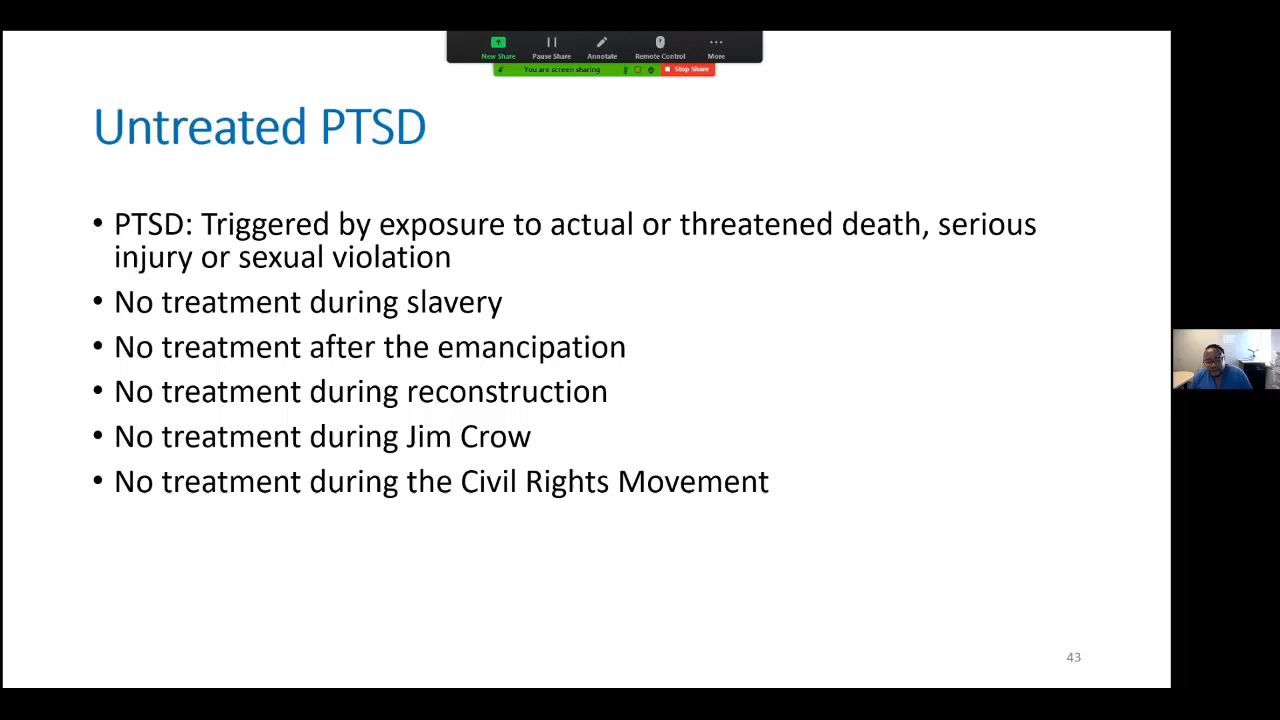 New Share
Pause Share
Annotate
Remote Control
More
You are screen sharing
Stop Share
Untreated PTSD
• PTSD: Triggered by exposure to actual or threatened death, serious
injury or sexual violation
• No treatment during slavery
• No treatment after the emancipation
• No treatment during reconstruction
• No treatment during Jim Crow
• No treatment during the Civil Rights Movement
43